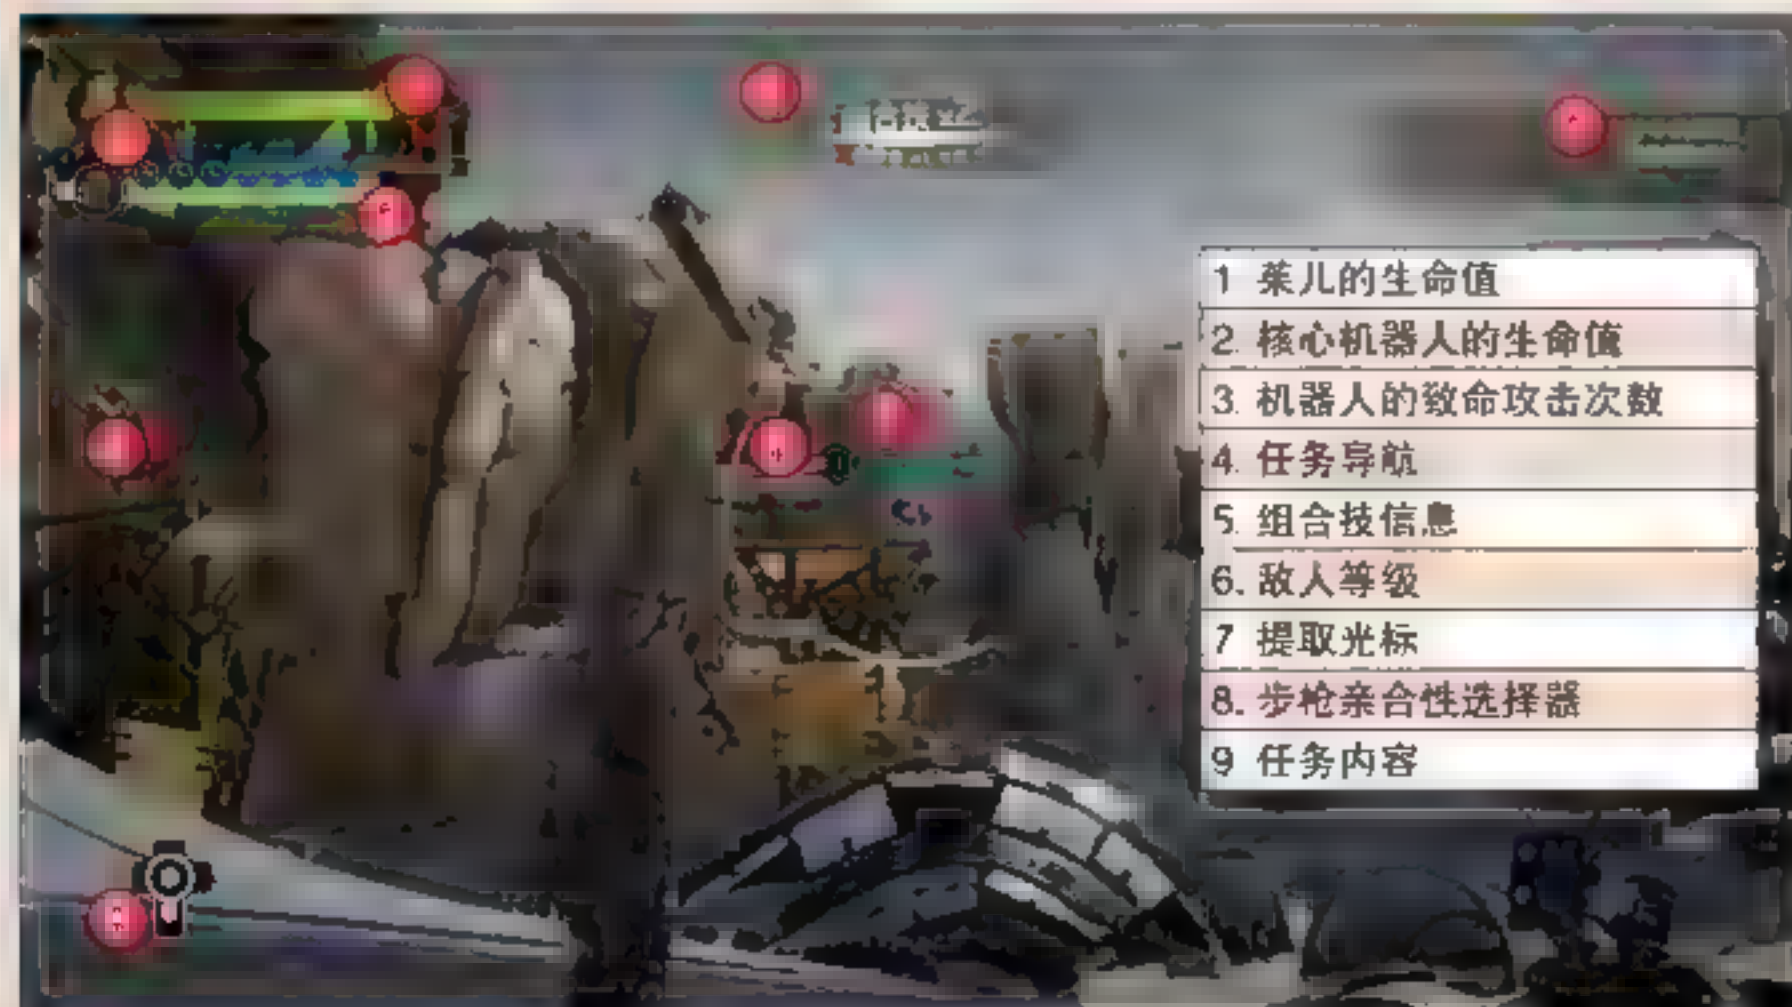 1 茱儿的生命值
2. 核心机器人的生命值
3. 机器人的致命攻击次数
4. 任务导航
5. 组合技信息
6. 敌人等级
7 提取光标
8. 步枪亲合性选择器
9 任务内容